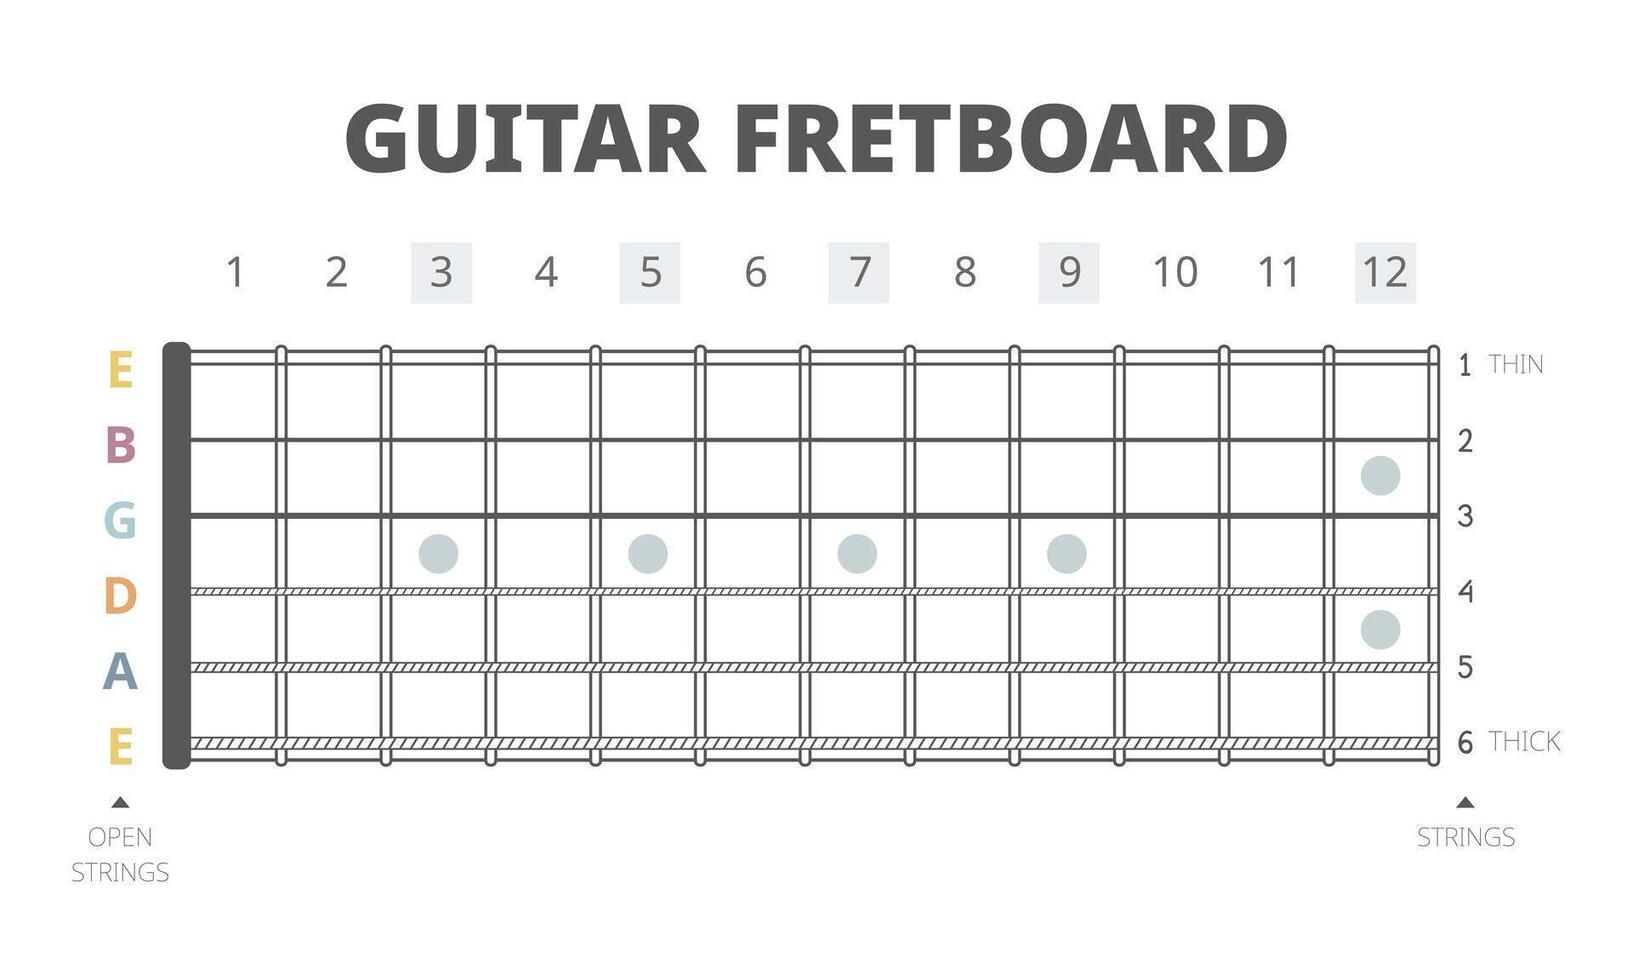 GUITAR FRETBOARD
1 2 3 4 5 6 7 8 9 10 11 12
E 1 THIN
B 2
G 3
D 4
A 5
E 6 THICK
OPEN STRINGS
STRINGS